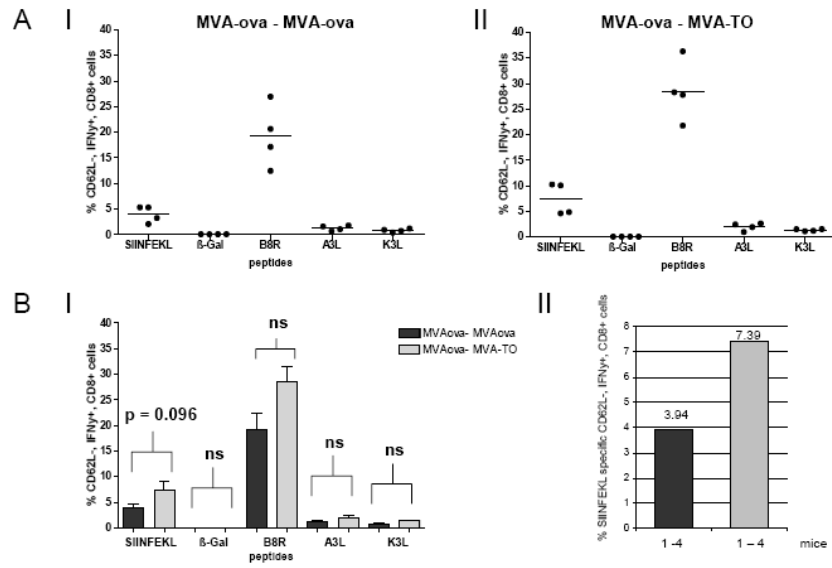 A I MVA-ova - MVA-ova
% CD62L-, IFNγ+, CD8+ cells
40
35
30
25
20
15
10
5
0
SIINFEKL ß-Gal B8R A3L K3L
peptides
II MVA-ova - MVA-TO
% CD62L-, IFNγ+, CD8+ cells
40
35
30
25
20
15
10
5
0
SIINFEKL ß-Gal B8R A3L K3L
peptides
B I
% CD62L-, IFNγ+, CD8+ cells
40
35
30
25
20
15
10
5
0
p = 0.096
ns
ns
ns
ns
MVAova- MVAova
MVAova- MVA-TO
SIINFEKL ß-Gal B8R A3L K3L
peptides
II
% SIINFEKL specific CD62L-, IFNγ+, CD8+ cells
8
7
6
5
4
3
2
1
0
3.94
7.39
1 -4 1 – 4 mice